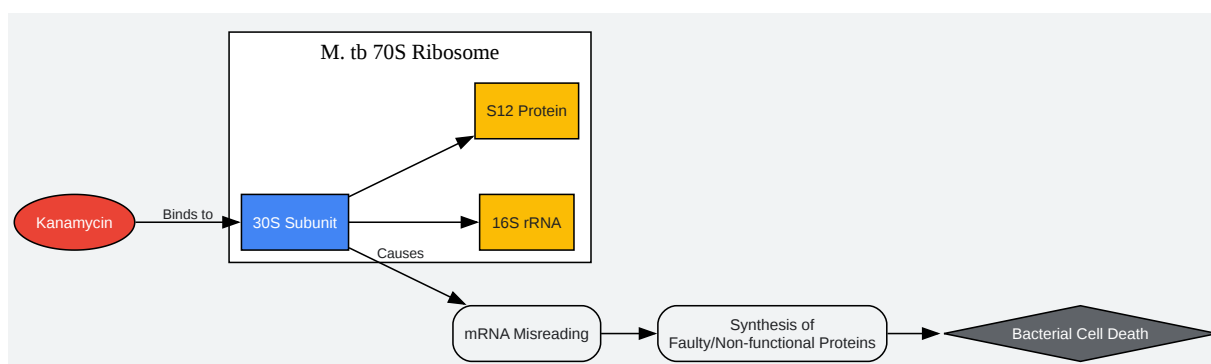 M. tb 70S Ribosome
S12 Protein
Kanamycin
Binds to
30S Subunit
16S rRNA
Causes
mRNA Misreading
Synthesis of
Faulty/Non-functional Proteins
Bacterial Cell Death